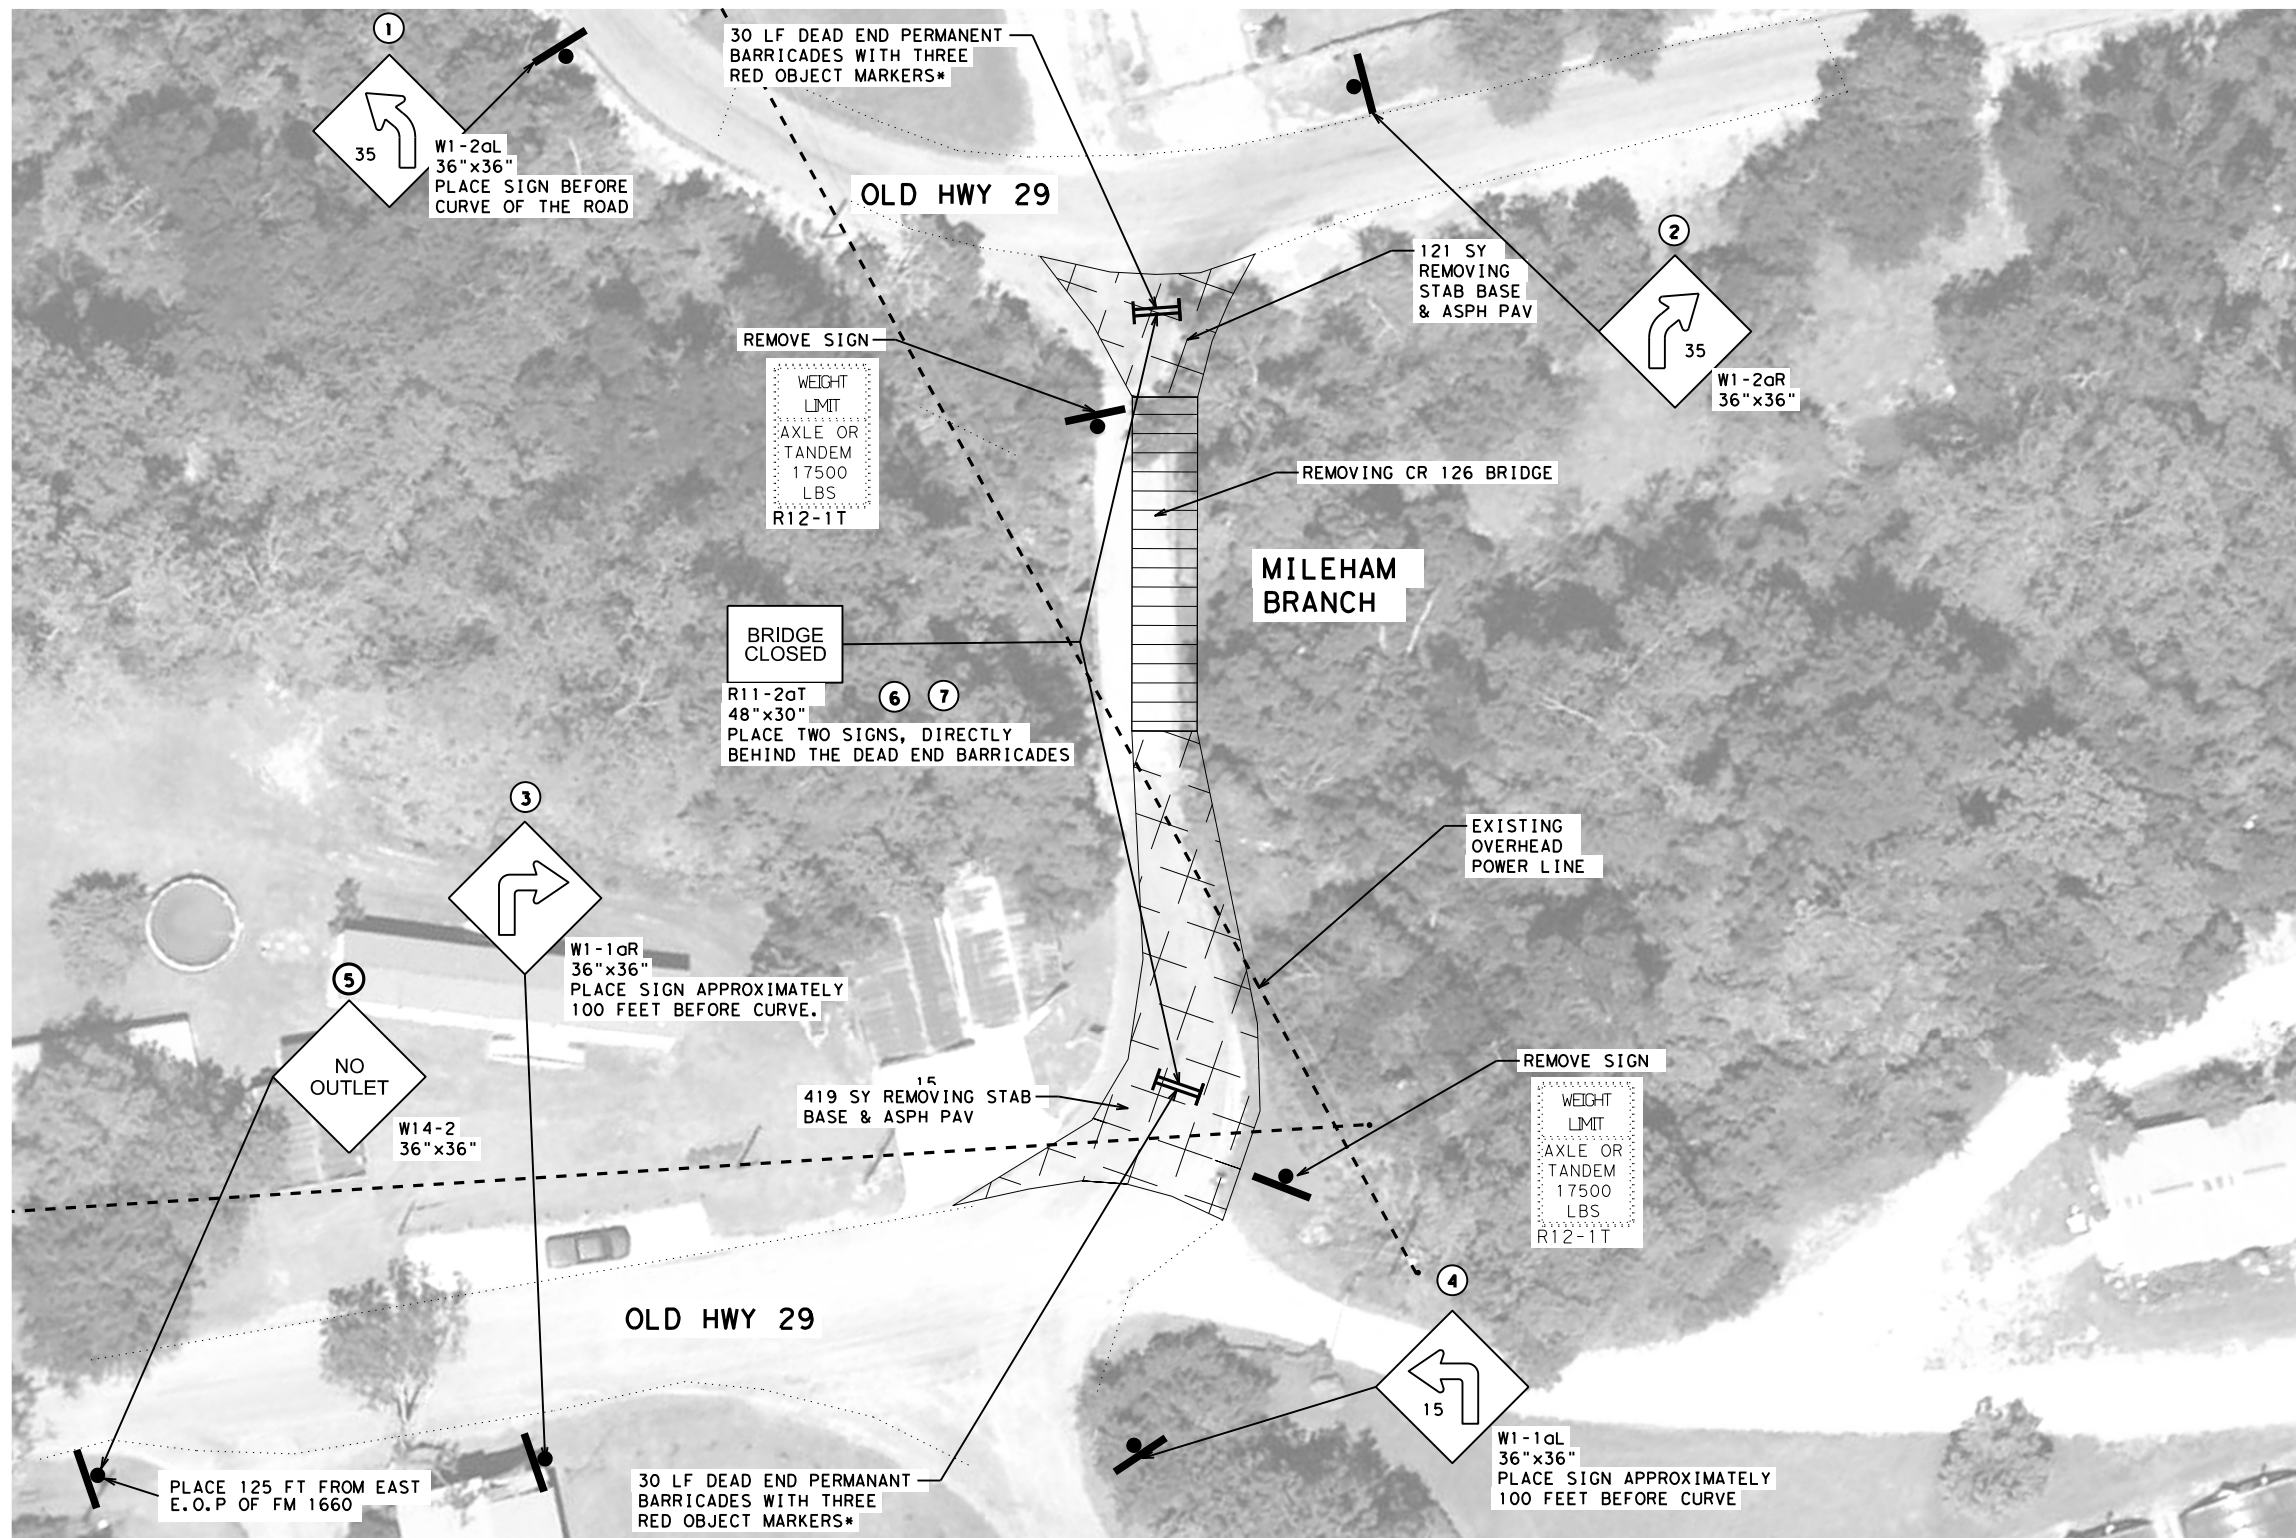 1
35
W1-2aL
36"x36"
PLACE SIGN BEFORE
CURVE OF THE ROAD
30 LF DEAD END PERMANENT
BARRICADES WITH THREE
RED OBJECT MARKERS*
OLD HWY 29
2
35
W1-2aR
36"x36"
121 SY
REMOVING
STAB BASE
& ASPH PAV
REMOVE SIGN
WEIGHT
LIMIT
AXLE OR
TANDEM
17500
LBS
R12-1T
REMOVING CR 126 BRIDGE
MILEHAM
BRANCH
BRIDGE
CLOSED
R11-2aT
48"x30"
PLACE TWO SIGNS, DIRECTLY
BEHIND THE DEAD END BARRICADES
6 7
3
W1-1aR
36"x36"
PLACE SIGN APPROXIMATELY
100 FEET BEFORE CURVE.
EXISTING
OVERHEAD
POWER LINE
5
NO
OUTLET
W14-2
36"x36"
15
419 SY REMOVING STAB
BASE & ASPH PAV
REMOVE SIGN
WEIGHT
LIMIT
AXLE OR
TANDEM
17500
LBS
R12-1T
OLD HWY 29
4
15
W1-1aL
36"x36"
PLACE SIGN APPROXIMATELY
100 FEET BEFORE CURVE
PLACE 125 FT FROM EAST
E.O.P OF FM 1660
30 LF DEAD END PERMANANT
BARRICADES WITH THREE
RED OBJECT MARKERS*